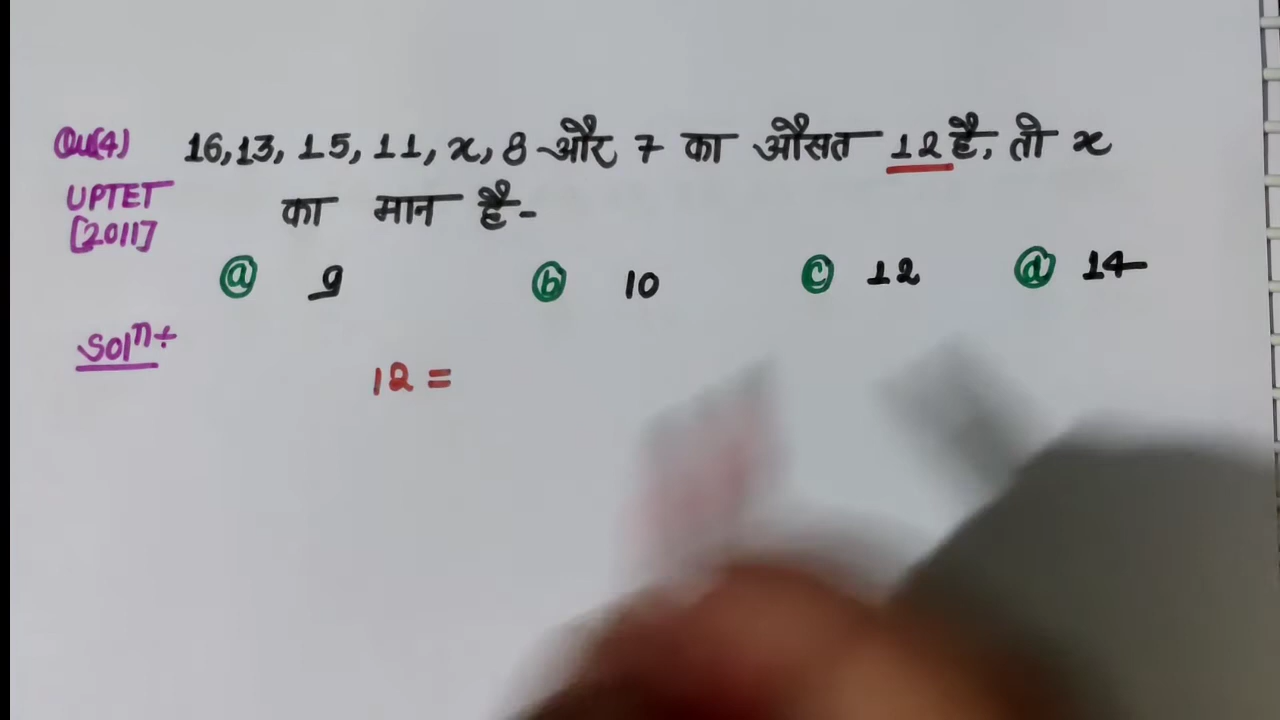 Qu(4) 16, 13, 15, 11, x, 8 और 7 का औसत 12 है, तो x
UPTET का मान है-
[2011]
ⓐ 9 ⓑ 10 ⓒ 12 ⓓ 14
Solⁿ÷
12 =